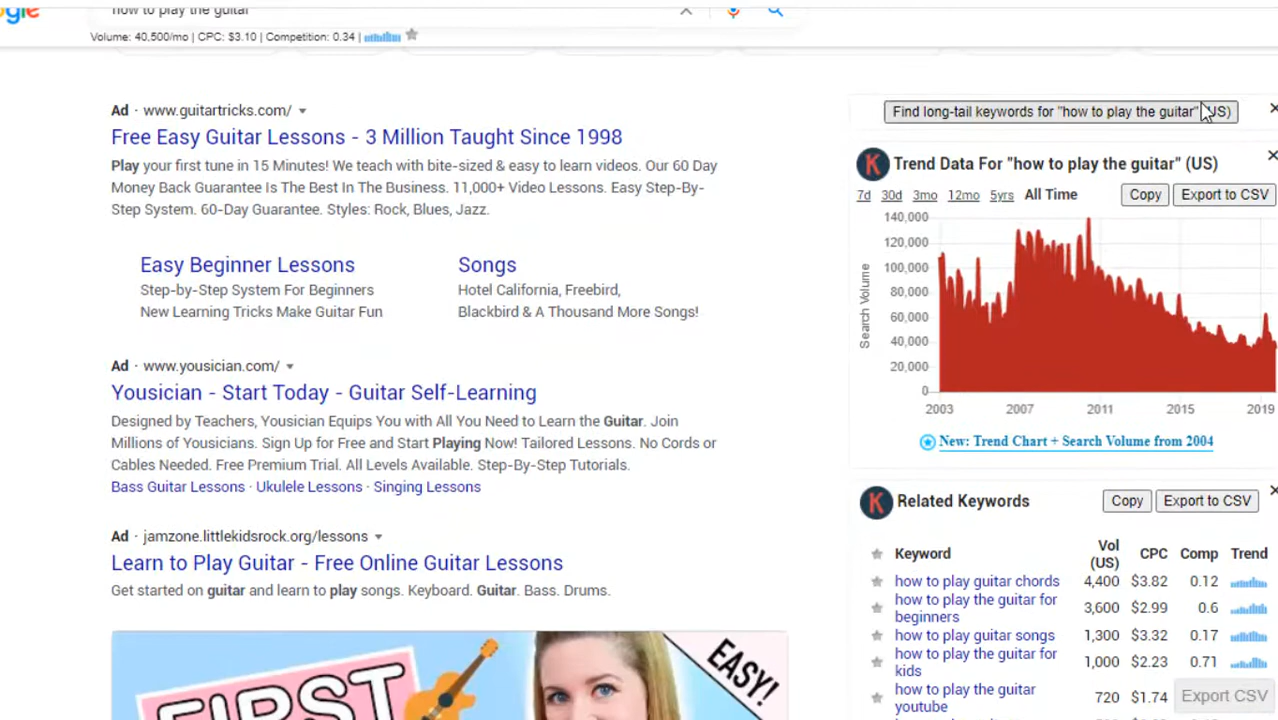 ogle
how to play the guitar
Volume: 40,500/mo | CPC: $3.10 | Competition: 0.34 |
Ad · www.guitartricks.com/
Free Easy Guitar Lessons - 3 Million Taught Since 1998
Play your first tune in 15 Minutes! We teach with bite-sized & easy to learn videos. Our 60 Day
Money Back Guarantee Is The Best In The Business. 11,000+ Video Lessons. Easy Step-By-
Step System. 60-Day Guarantee. Styles: Rock, Blues, Jazz.
Easy Beginner Lessons
Step-by-Step System For Beginners
New Learning Tricks Make Guitar Fun
Songs
Hotel California, Freebird,
Blackbird & A Thousand More Songs!
Ad · www.yousician.com/
Yousician - Start Today - Guitar Self-Learning
Designed by Teachers, Yousician Equips You with All You Need to Learn the Guitar. Join
Millions of Yousicians. Sign Up for Free and Start Playing Now! Tailored Lessons. No Cords or
Cables Needed. Free Premium Trial. All Levels Available. Step-By-Step Tutorials.
Bass Guitar Lessons · Ukulele Lessons · Singing Lessons
Ad · jamzone.littlekidsrock.org/lessons
Learn to Play Guitar - Free Online Guitar Lessons
Get started on guitar and learn to play songs. Keyboard. Guitar. Bass. Drums.
FIRST
EASY!
Find long-tail keywords for "how to play the guitar" (US)
K Trend Data For "how to play the guitar" (US)
7d 30d 3mo 12mo 5yrs All Time Copy Export to CSV
Search Volume
140,000
120,000
100,000
80,000
60,000
40,000
20,000
0
2003 2007 2011 2015 2019
New: Trend Chart + Search Volume from 2004
K Related Keywords Copy Export to CSV
Keyword Vol (US) CPC Comp Trend
how to play guitar chords 4,400 $3.82 0.12
how to play the guitar for
beginners 3,600 $2.99 0.6
how to play guitar songs 1,300 $3.32 0.17
how to play the guitar for
kids 1,000 $2.23 0.71
how to play the guitar
youtube 720 $1.74
Export CSV